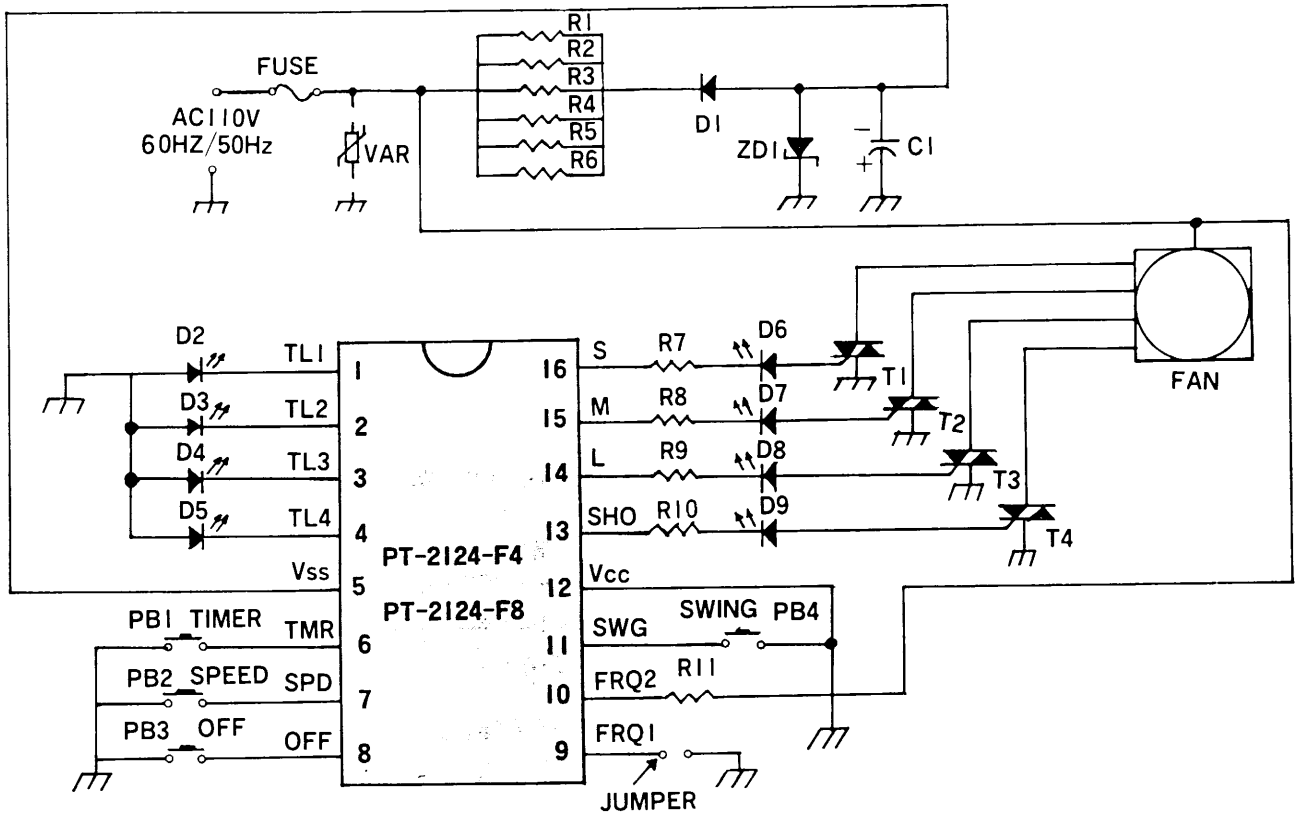 R1
R2
FUSE
R3
R4
AC110V
D1
60HZ/50Hz
R5
VAR
ZD1
−
C1
+
R6
D2
TL1
1
16
S
R7
D6
T1
FAN
D3
TL2
2
15
M
R8
D7
T2
D4
TL3
3
14
L
R9
D8
T3
D5
TL4
4
13
SHO
R10
D9
T4
PT-2124-F4
Vss
5
12
Vcc
PT-2124-F8
PB1 TIMER
TMR
6
11
SWG
SWING PB4
PB2 SPEED
SPD
7
10
FRQ2
R11
PB3 OFF
OFF
8
9
FRQ1
JUMPER